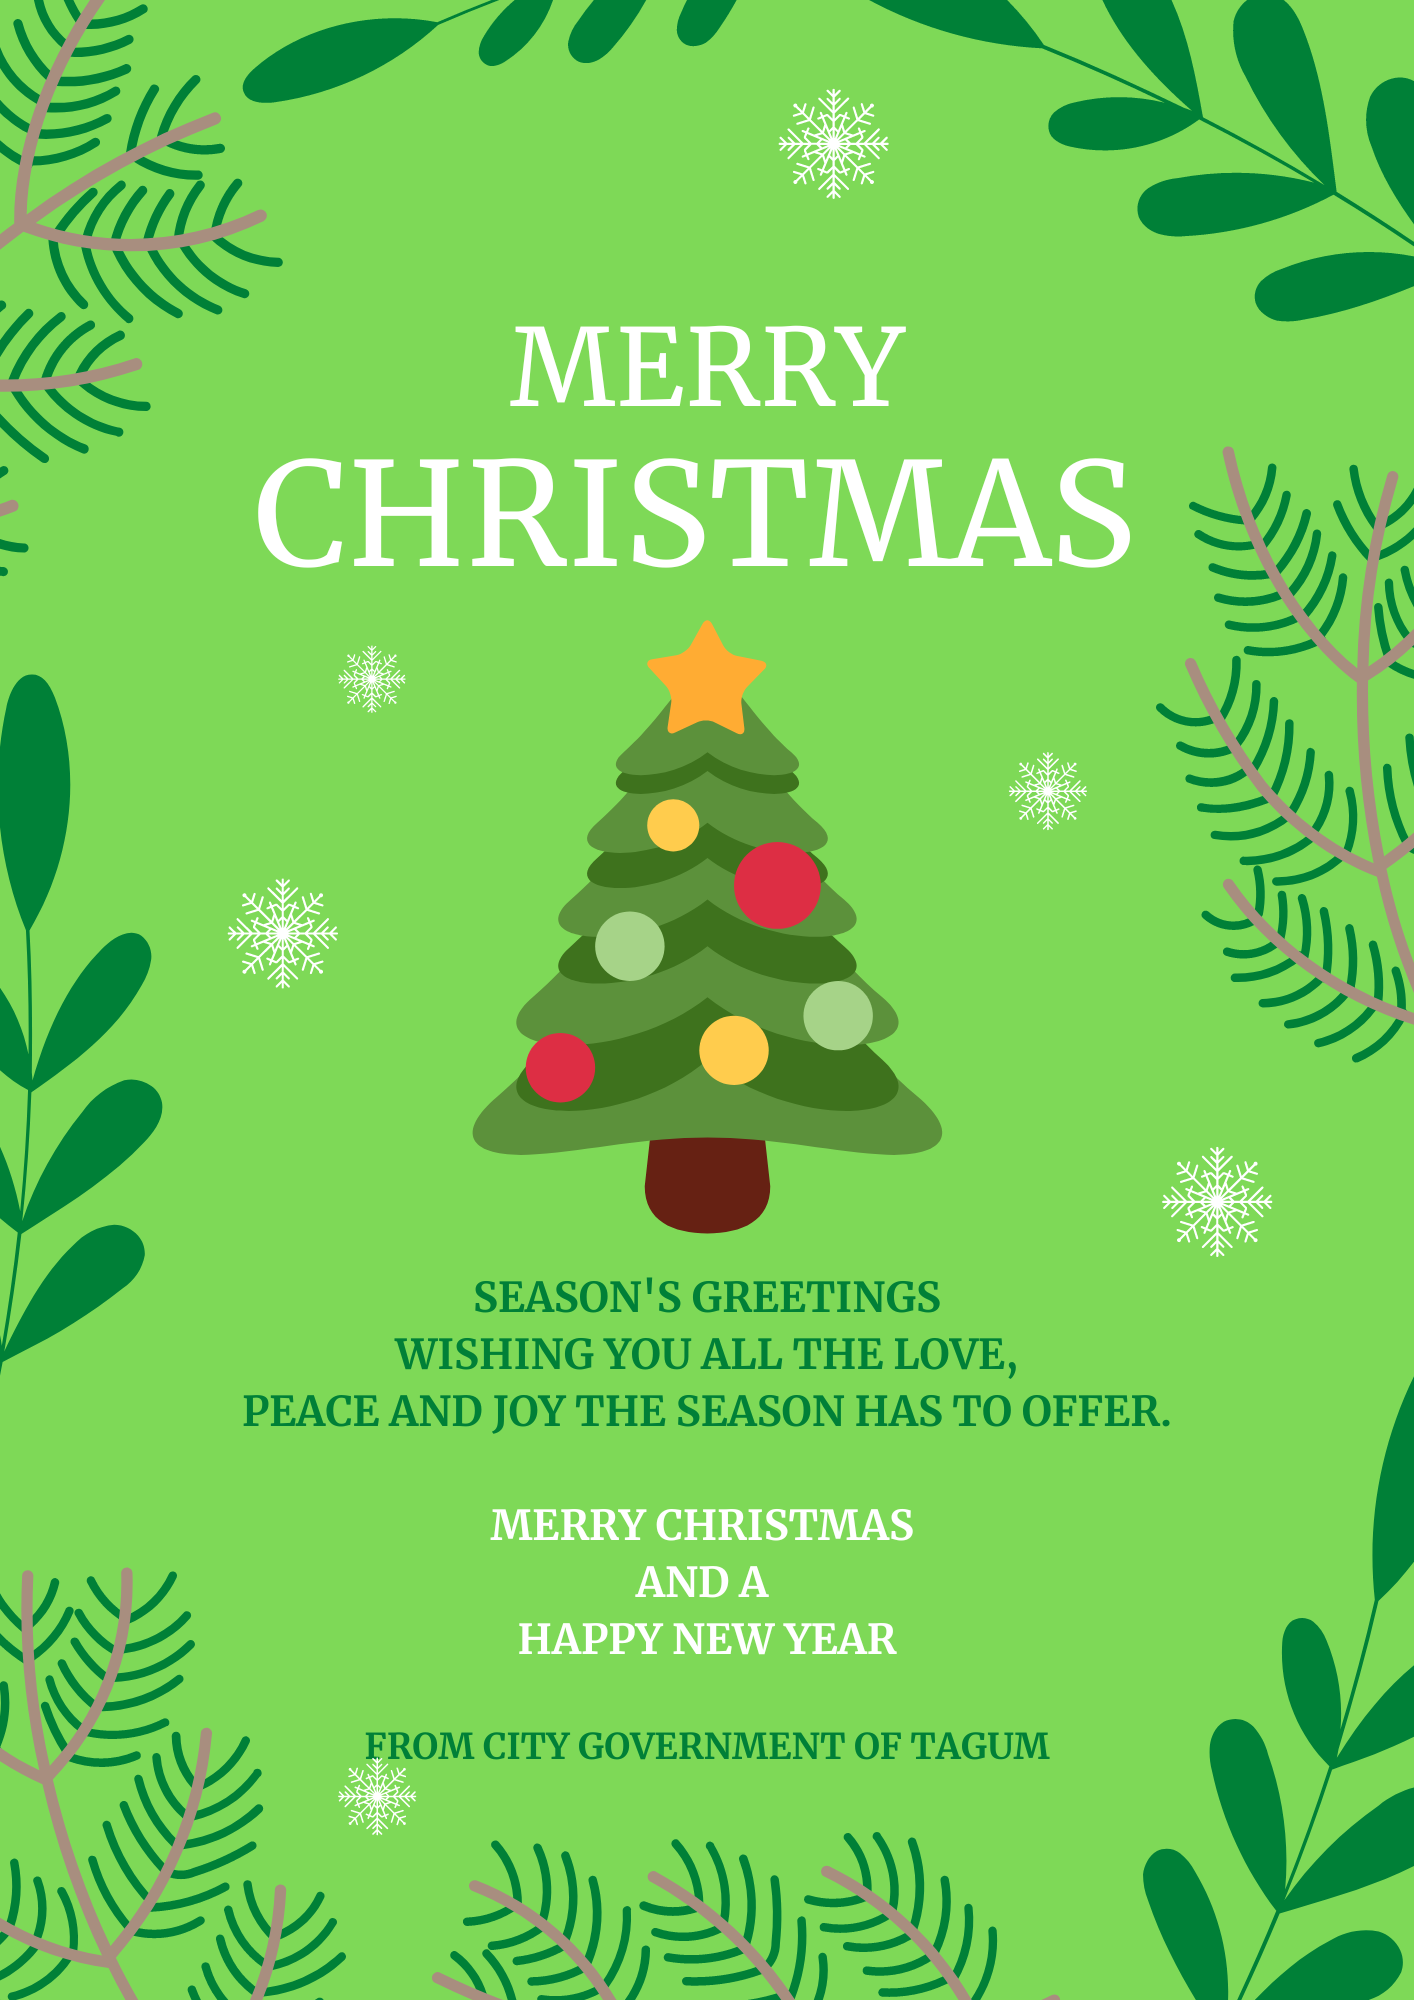 MERRY
CHRISTMAS
SEASON'S GREETINGS
WISHING YOU ALL THE LOVE,
PEACE AND JOY THE SEASON HAS TO OFFER.
MERRY CHRISTMAS
AND A
HAPPY NEW YEAR
FROM CITY GOVERNMENT OF TAGUM